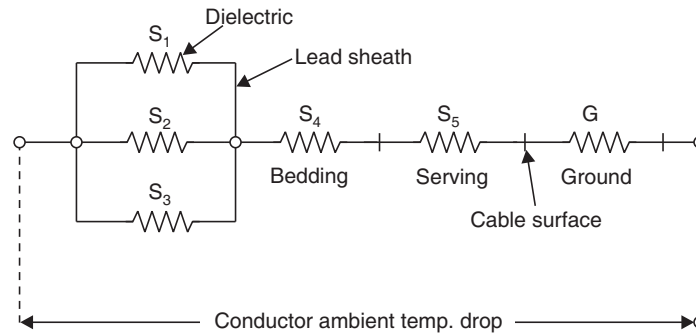 Dielectric
S1
Lead sheath
S2
S4
S5
G
S3
Bedding
Serving
Ground
Cable surface
Conductor ambient temp. drop